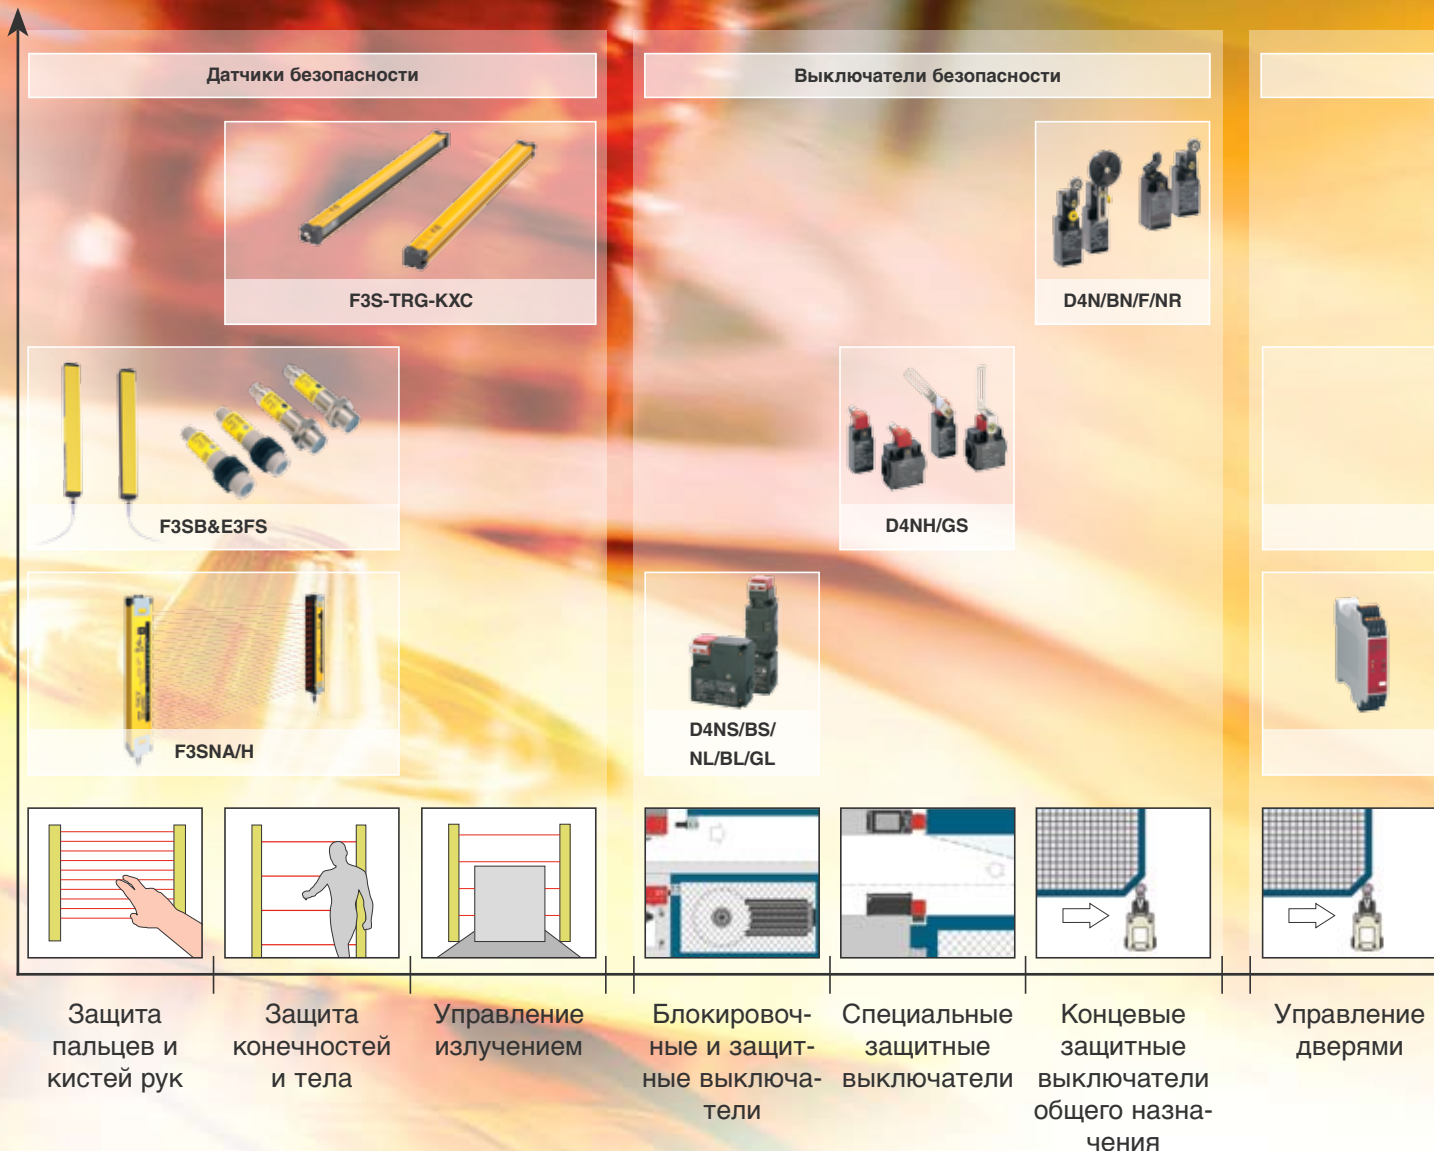 Датчики безопасности
Выключатели безопасности
F3S-TRG-KXC
D4N/BN/F/NR
F3SB&E3FS
D4NH/GS
F3SNA/H
D4NS/BS/
NL/BL/GL
Защита
пальцев и
кистей рук
Защита
конечностей
и тела
Управление
излучением
Блокировоч-
ные и защит-
ные выключа-
тели
Специальные
защитные
выключатели
Концевые
защитные
выключатели
общего назна-
чения
Управление
дверями